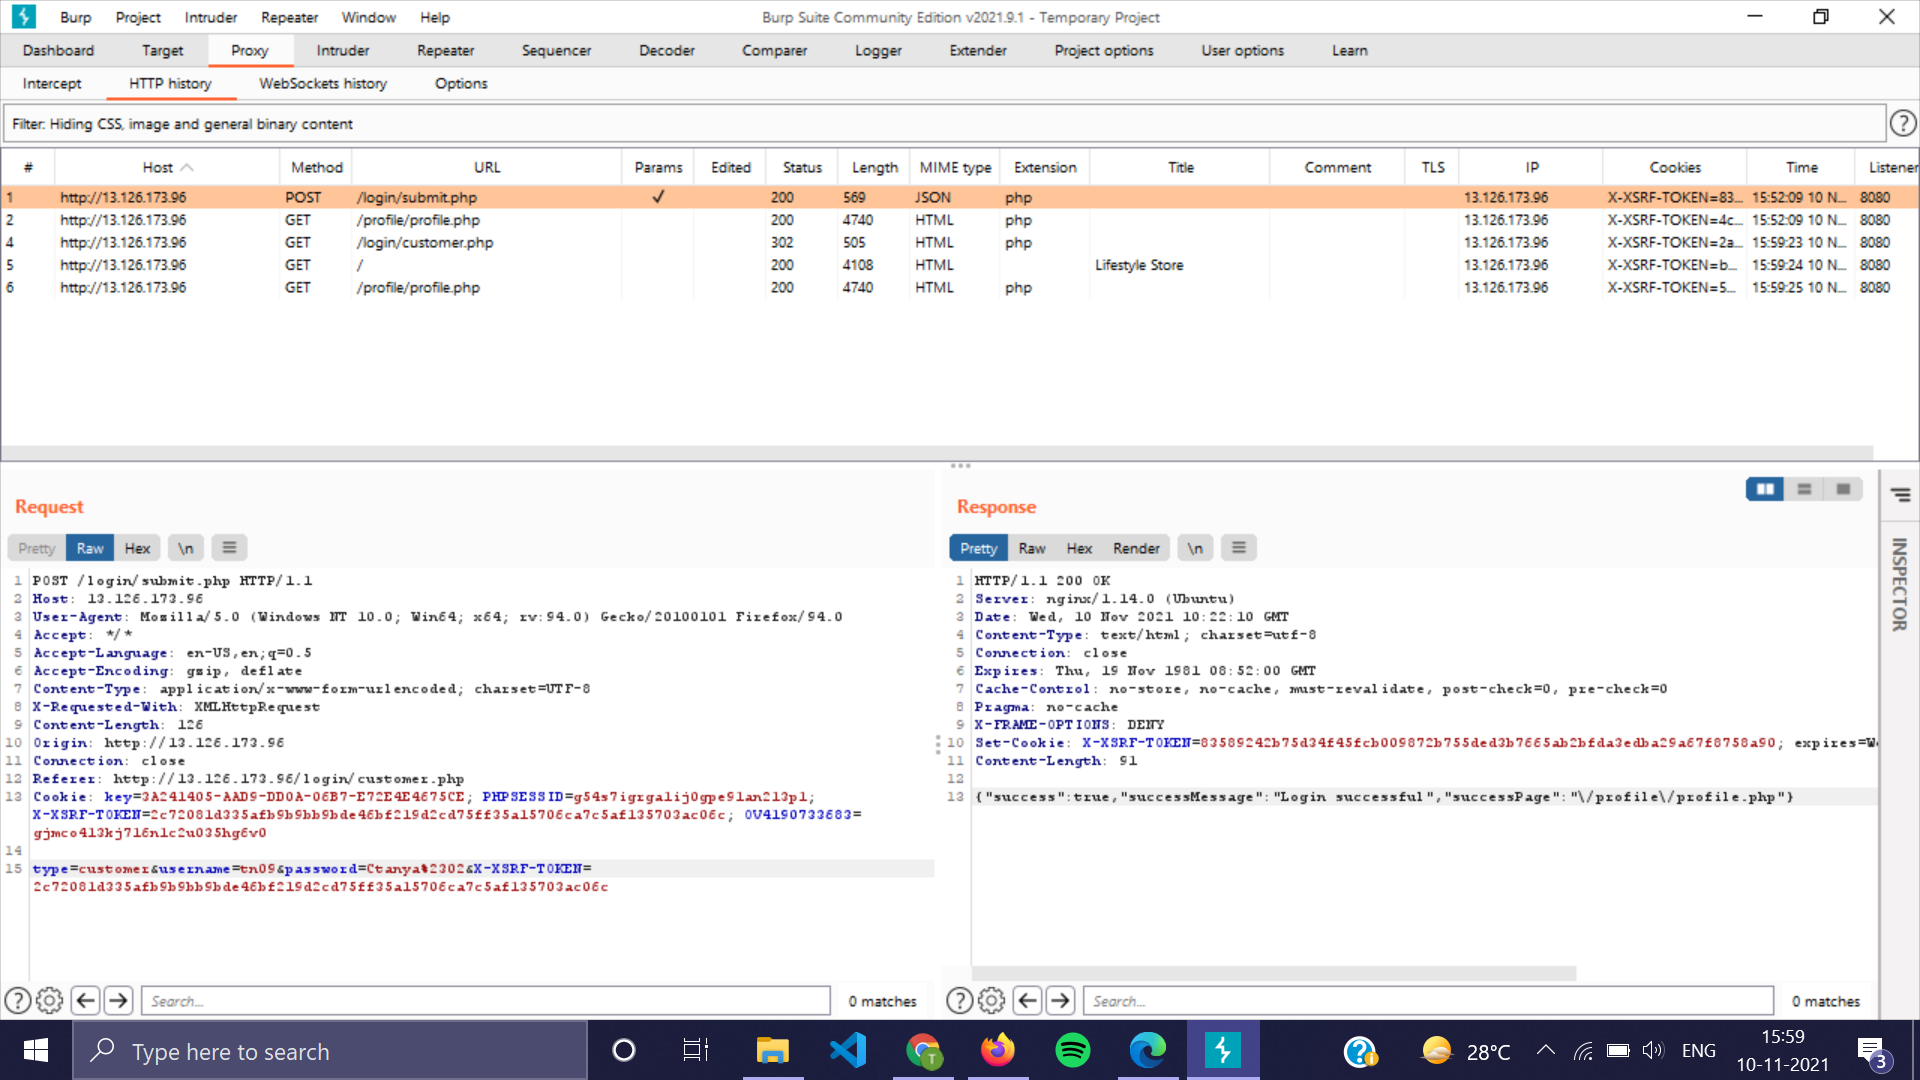 Burp Project Intruder Repeater Window Help Burp Suite Community Edition v2021.9.1 - Temporary Project
Dashboard Target Proxy Intruder Repeater Sequencer Decoder Comparer Logger Extender Project options User options Learn
Intercept HTTP history WebSockets history Options
Filter: Hiding CSS, image and general binary content ?
# Host Method URL Params Edited Status Length MIME type Extension Title Comment TLS IP Cookies Time Listener
1 http://13.126.173.96 POST /login/submit.php ✓ 200 569 JSON php 13.126.173.96 X-XSRF-TOKEN=83... 15:52:09 10 N... 8080
2 http://13.126.173.96 GET /profile/profile.php 200 4740 HTML php 13.126.173.96 X-XSRF-TOKEN=4c... 15:52:09 10 N... 8080
4 http://13.126.173.96 GET /login/customer.php 302 505 HTML php 13.126.173.96 X-XSRF-TOKEN=2a... 15:59:23 10 N... 8080
5 http://13.126.173.96 GET / 200 4108 HTML Lifestyle Store 13.126.173.96 X-XSRF-TOKEN=b... 15:59:24 10 N... 8080
6 http://13.126.173.96 GET /profile/profile.php 200 4740 HTML php 13.126.173.96 X-XSRF-TOKEN=5... 15:59:25 10 N... 8080
Request
Pretty Raw Hex \n
1 POST /login/submit.php HTTP/1.1
2 Host: 13.126.173.96
3 User-Agent: Mozilla/5.0 (Windows NT 10.0; Win64; x64; rv:94.0) Gecko/20100101 Firefox/94.0
4 Accept: */*
5 Accept-Language: en-US,en;q=0.5
6 Accept-Encoding: gzip, deflate
7 Content-Type: application/x-www-form-urlencoded; charset=UTF-8
8 X-Requested-With: XMLHttpRequest
9 Content-Length: 126
10 Origin: http://13.126.173.96
11 Connection: close
12 Referer: http://13.126.173.96/login/customer.php
13 Cookie: key=3A241405-AAD9-DD0A-06B7-E72E4E4675CE; PHPSESSID=g54s7igrga1ij0gpe91an213p1;
X-XSRF-TOKEN=2c72081d335afb9b9bb9bde46bf219d2cd75ff35a15706ca7c5af135703ac06c; 0V4190733683=
gjmco413kj716n1c2u035hg6v0
14
15 type=customer&username=tn09&password=Ctanya%2302&X-XSRF-TOKEN=
2c72081d335afb9b9bb9bde46bf219d2cd75ff35a15706ca7c5af135703ac06c
Response
Pretty Raw Hex Render \n
1 HTTP/1.1 200 OK
2 Server: nginx/1.14.0 (Ubuntu)
3 Date: Wed, 10 Nov 2021 10:22:10 GMT
4 Content-Type: text/html; charset=utf-8
5 Connection: close
6 Expires: Thu, 19 Nov 1981 08:52:00 GMT
7 Cache-Control: no-store, no-cache, must-revalidate, post-check=0, pre-check=0
8 Pragma: no-cache
9 X-FRAME-OPTIONS: DENY
10 Set-Cookie: X-XSRF-TOKEN=83589242b75d34f45fcb009872b755ded3b7665ab2bfda3edba29a67f8758a90; expires=We
11 Content-Length: 91
12
13 {"success":true,"successMessage":"Login successful","successPage":"\/profile\/profile.php"}
INSPECTOR
? Search... 0 matches
? Search... 0 matches
Type here to search T 28°C ENG 15:59
10-11-2021 3